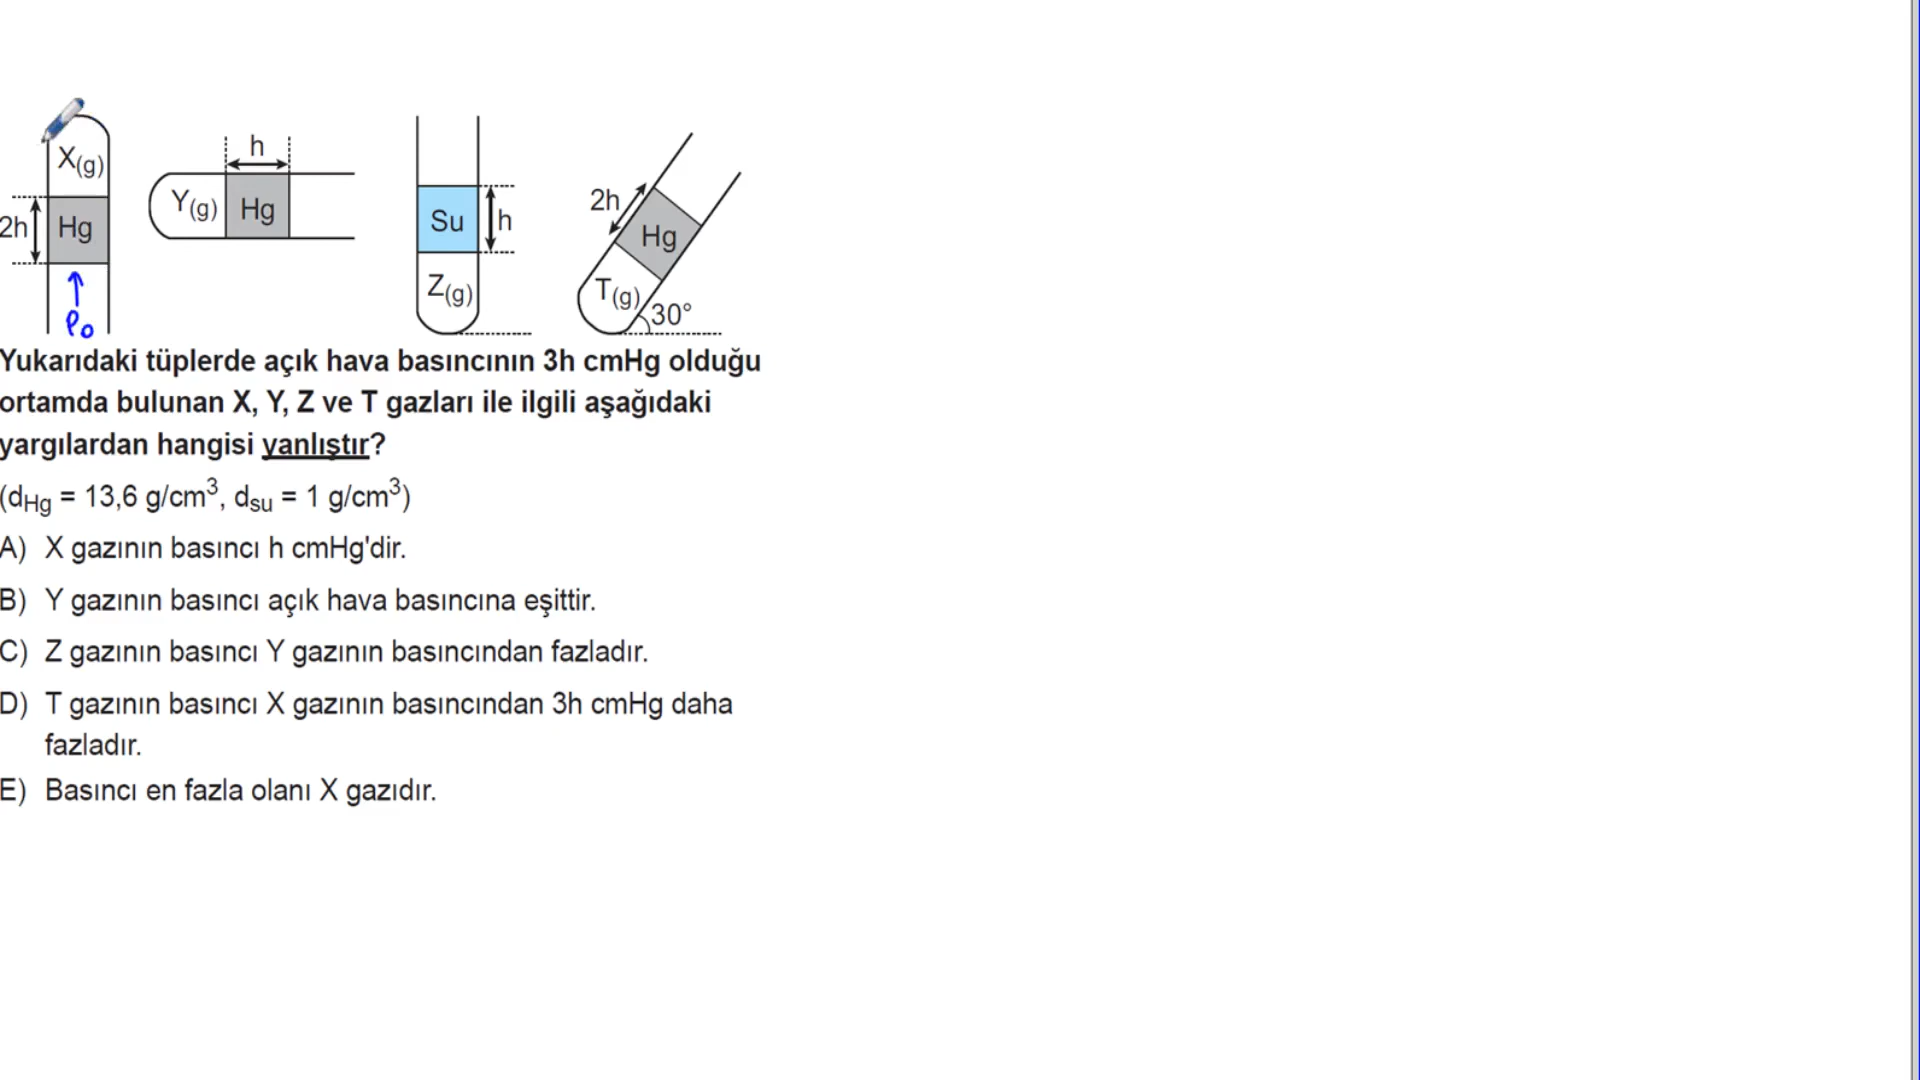 X(g)
2h
Hg
P₀
h
Y(g) Hg
Su
h
Z(g)
2h
Hg
T(g)
30°
Yukarıdaki tüplerde açık hava basıncının 3h cmHg olduğu
ortamda bulunan X, Y, Z ve T gazları ile ilgili aşağıdaki
yargılardan hangisi yanlıştır?
(dHg = 13,6 g/cm³, dsu = 1 g/cm³)
A) X gazının basıncı h cmHg'dir.
B) Y gazının basıncı açık hava basıncına eşittir.
C) Z gazının basıncı Y gazının basıncından fazladır.
D) T gazının basıncı X gazının basıncından 3h cmHg daha
fazladır.
E) Basıncı en fazla olanı X gazıdır.